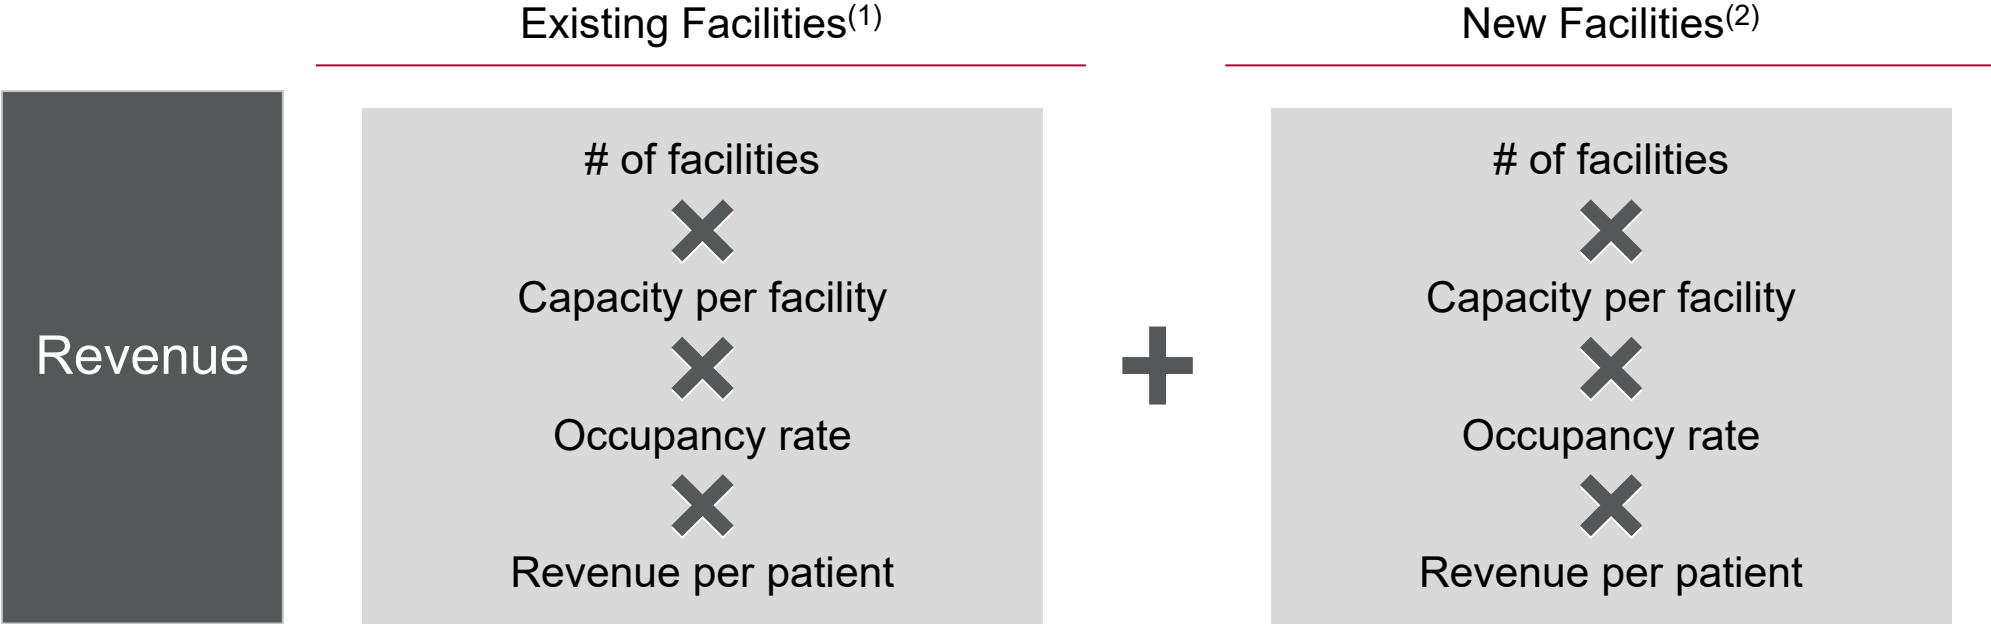 Existing Facilities(1)
New Facilities(2)
Revenue
# of facilities
Capacity per facility
Occupancy rate
Revenue per patient
# of facilities
Capacity per facility
Occupancy rate
Revenue per patient